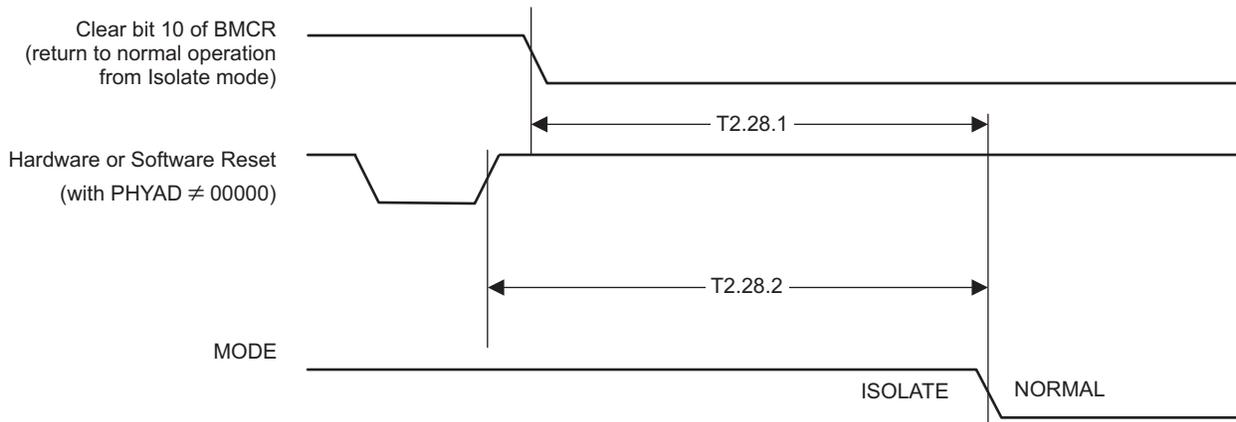 Clear bit 10 of BMCR
(return to normal operation
from Isolate mode)
T2.28.1
Hardware or Software Reset
(with PHYAD ≠ 00000)
T2.28.2
MODE
ISOLATE
NORMAL